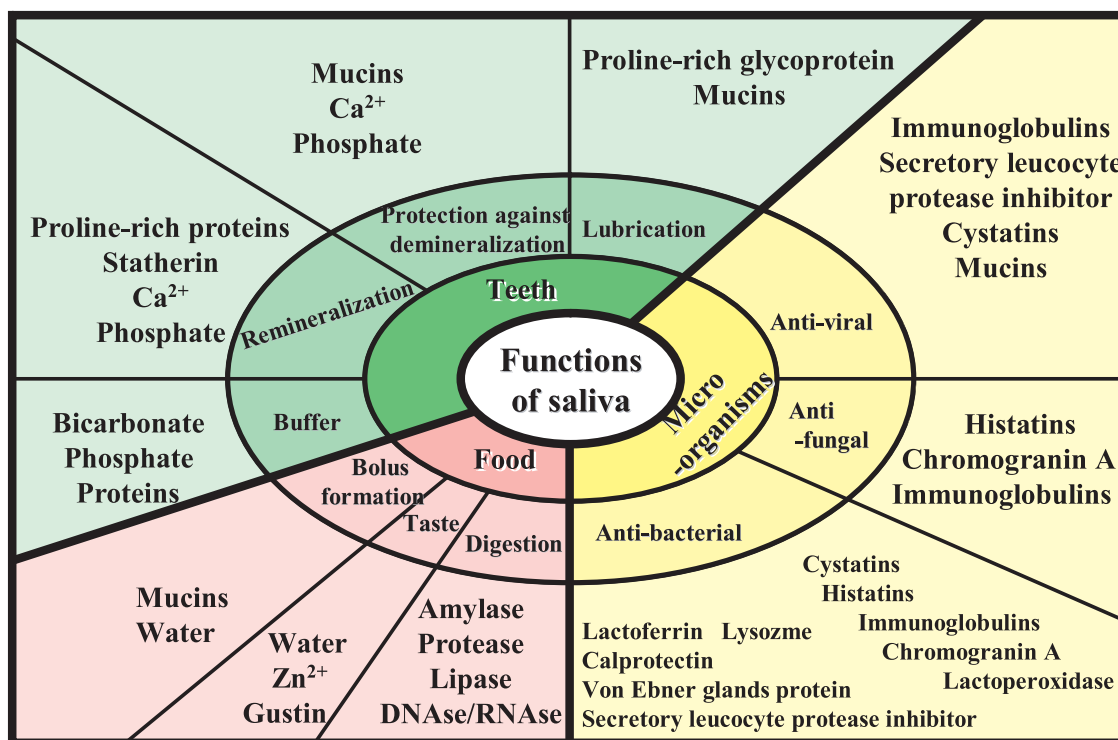 Functions
of saliva
Teeth
Protection against
demineralization
Mucins
Ca²⁺
Phosphate
Lubrication
Proline-rich glycoprotein
Mucins
Remineralization
Proline-rich proteins
Statherin
Ca²⁺
Phosphate
Buffer
Bicarbonate
Phosphate
Proteins
Micro
-organisms
Anti-viral
Immunoglobulins
Secretory leucocyte
protease inhibitor
Cystatins
Mucins
Anti
-fungal
Histatins
Chromogranin A
Immunoglobulins
Anti-bacterial
Cystatins
Histatins
Immunoglobulins
Chromogranin A
Lactoperoxidase
Lactoferrin Lysozme
Calprotectin
Von Ebner glands protein
Secretory leucocyte protease inhibitor
Food
Bolus
formation
Mucins
Water
Taste
Water
Zn²⁺
Gustin
Digestion
Amylase
Protease
Lipase
DNAse/RNAse